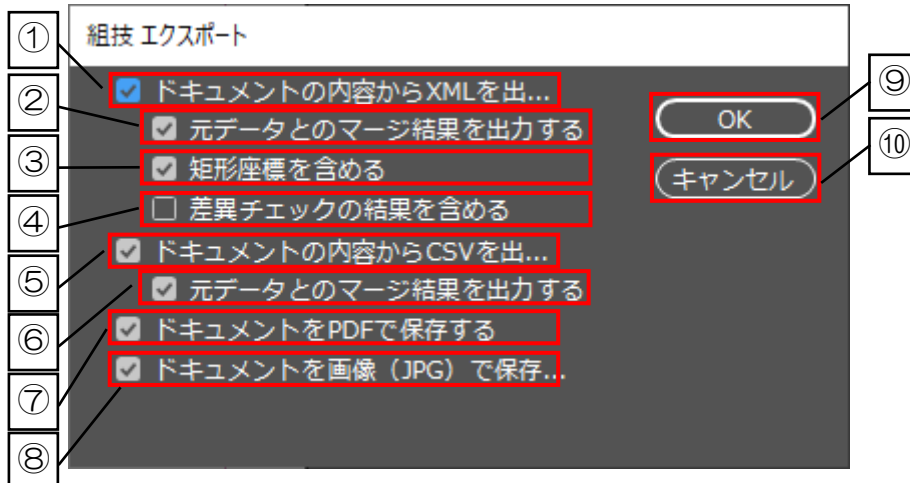 組技 エクスポート
① ドキュメントの内容からXMLを出...
② 元データとのマージ結果を出力する
③ 矩形座標を含める
④ 差異チェックの結果を含める
⑤ ドキュメントの内容からCSVを出...
⑥ 元データとのマージ結果を出力する
⑦ ドキュメントをPDFで保存する
⑧ ドキュメントを画像（JPG）で保存...
OK ⑨
キャンセル ⑩